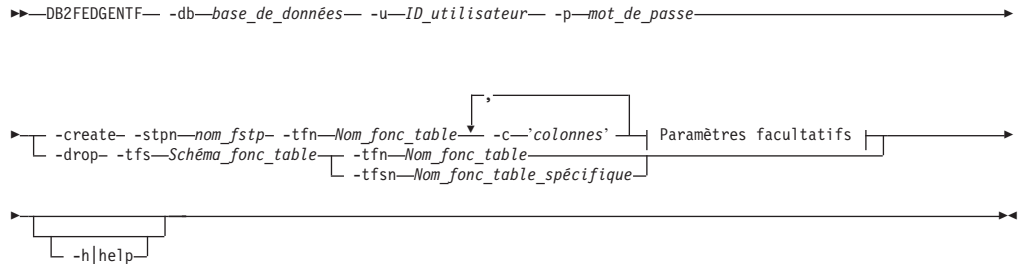 DB2FEDGENTF -db base_de_données -u ID_utilisateur -p mot_de_passe
,
-create -stpn nom_fstp -tfn Nom_fonc_table -c 'colonnes' Paramètres facultatifs
-drop -tfs Schéma_fonc_table -tfn Nom_fonc_table
-tfsn Nom_fonc_table_spécifique
-h|help